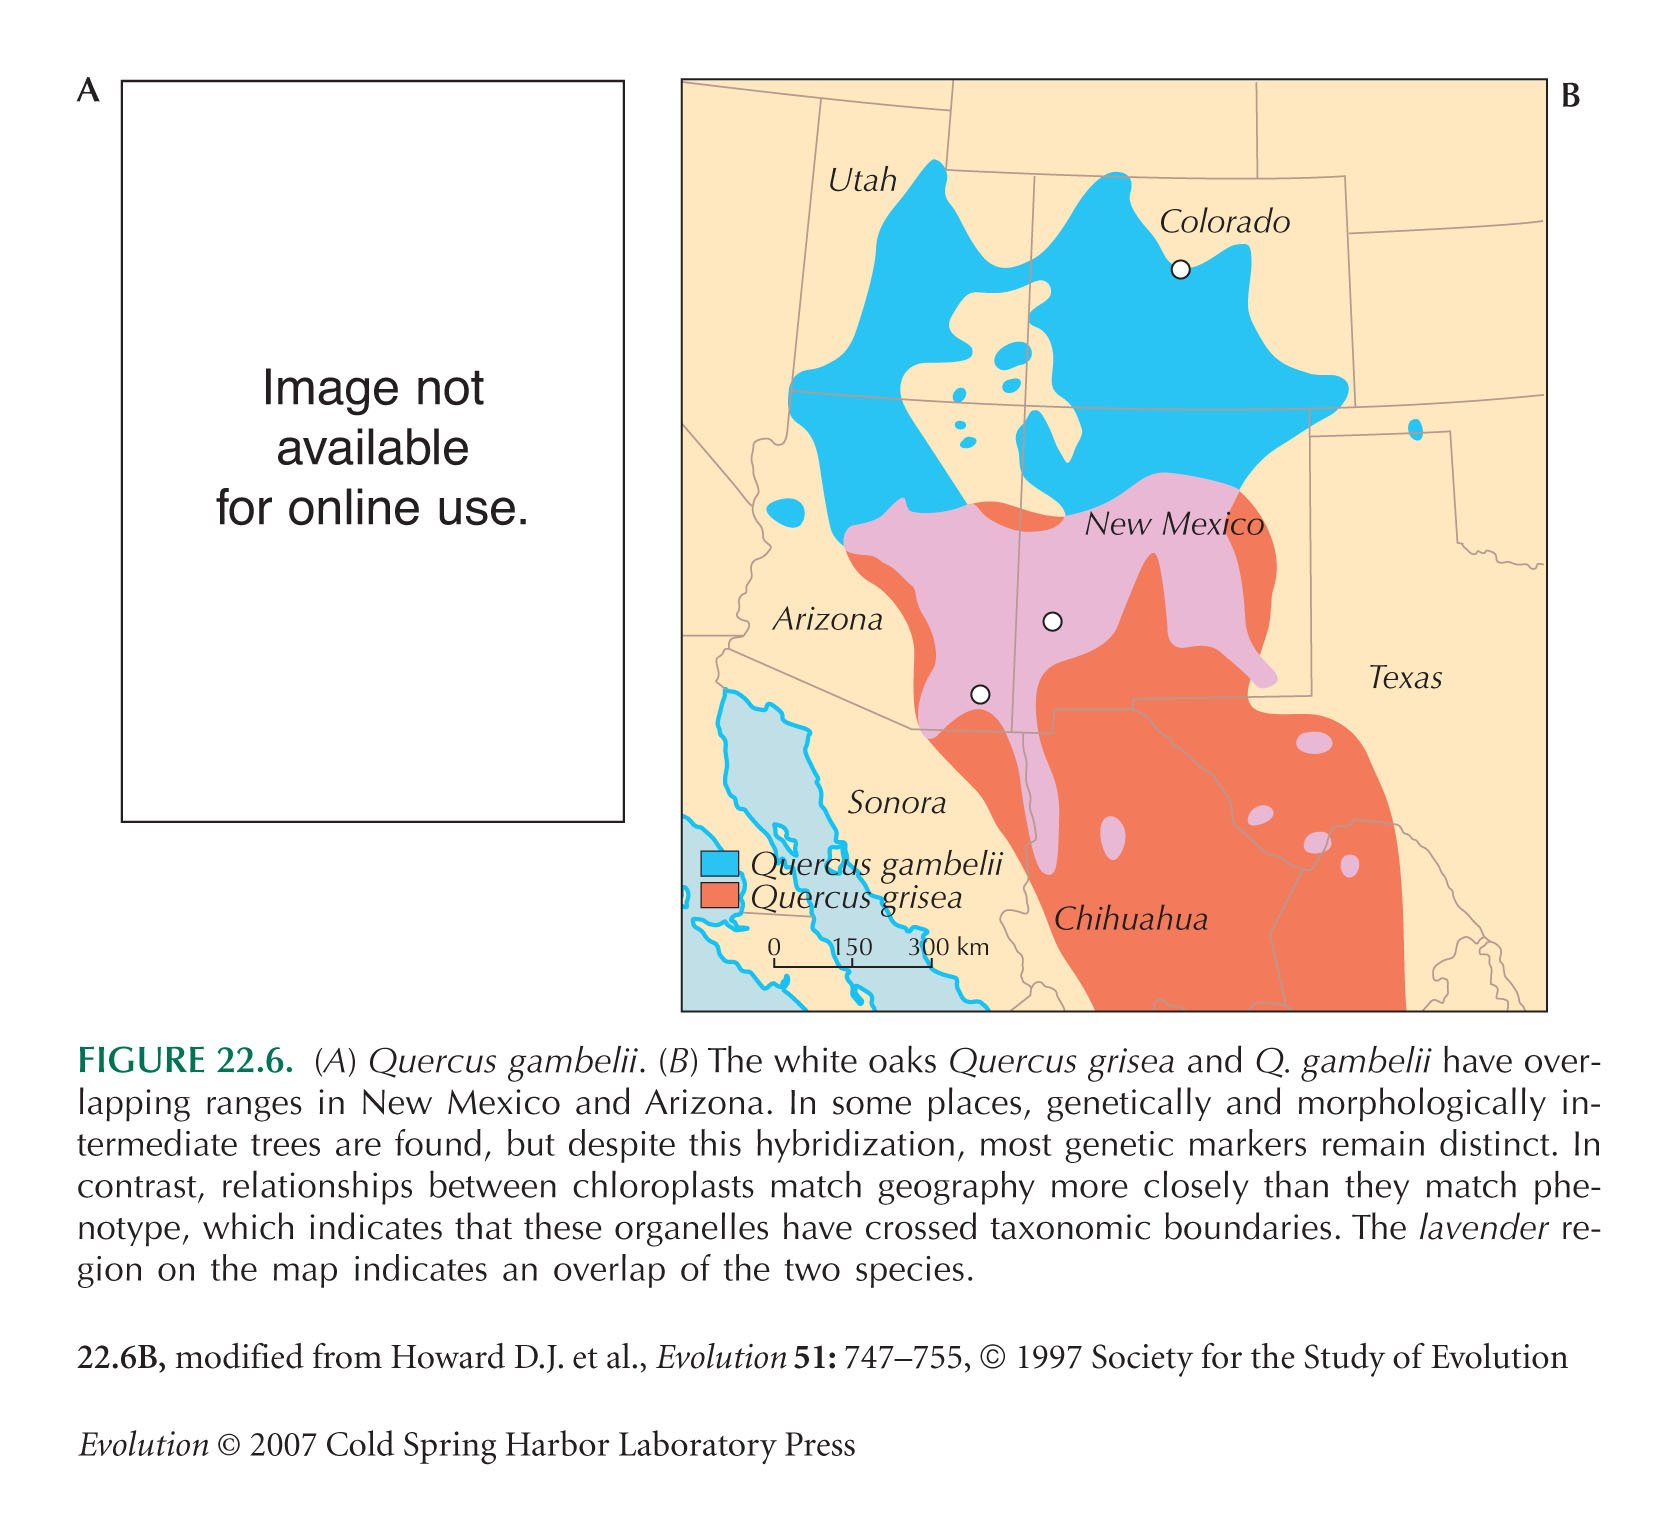 A
Image not
available
for online use.
B
Utah
Colorado
New Mexico
Arizona
Texas
Sonora
Quercus gambelii
Quercus grisea
Chihuahua
0 150 300 km
FIGURE 22.6. (A) Quercus gambelii. (B) The white oaks Quercus grisea and Q. gambelii have over-
lapping ranges in New Mexico and Arizona. In some places, genetically and morphologically in-
termediate trees are found, but despite this hybridization, most genetic markers remain distinct. In
contrast, relationships between chloroplasts match geography more closely than they match phe-
notype, which indicates that these organelles have crossed taxonomic boundaries. The lavender re-
gion on the map indicates an overlap of the two species.
22.6B, modified from Howard D.J. et al., Evolution 51: 747–755, © 1997 Society for the Study of Evolution
Evolution © 2007 Cold Spring Harbor Laboratory Press